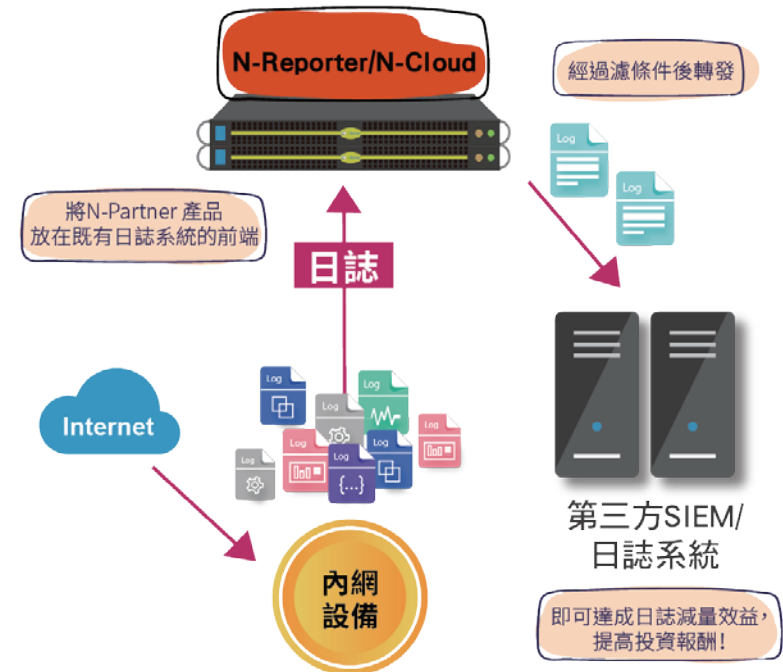 N-Reporter/N-Cloud
經過濾條件後轉發
Log
Log
將N-Partner 產品
放在既有日誌系統的前端
日誌
Internet
Log
Log
Log
Log
Log
Log
Log
Log
{...}
內網
設備
第三方SIEM/
日誌系統
即可達成日誌減量效益,
提高投資報酬!